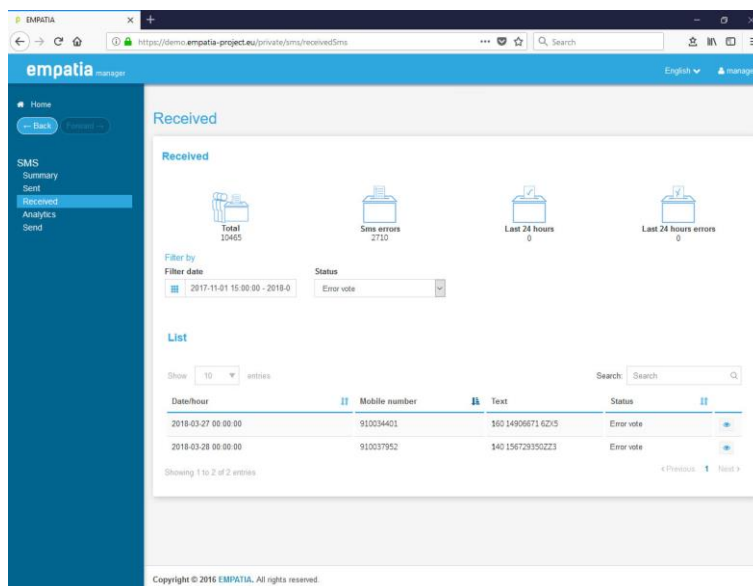 EMPATIA
https://demo.empatia-project.eu/private/sms/receivedSms
Search
empatia manager
English
manage
Home
← Back
Forward →
SMS
Summary
Sent
Received
Analytics
Send
Received
Received
Total
10465
Sms errors
2710
Last 24 hours
0
Last 24 hours errors
0
Filter by
Filter date
Status
2017-11-01 15:00:00 - 2018-0
Error vote
List
Show 10 entries
Search: Search
Date/hour Mobile number Text Status
2018-03-27 00:00:00 910034401 Error vote
2018-03-28 00:00:00 910037952 Error vote
Showing 1 to 2 of 2 entries
Previous 1 Next
Copyright © 2016 EMPATIA. All rights reserved.